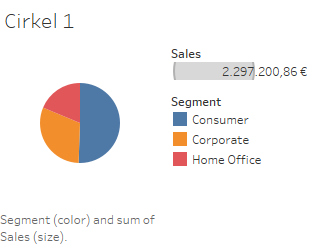 Cirkel 1
Sales
2.297.200,86 €
Segment
Consumer
Corporate
Home Office
Segment (color) and sum of
Sales (size).